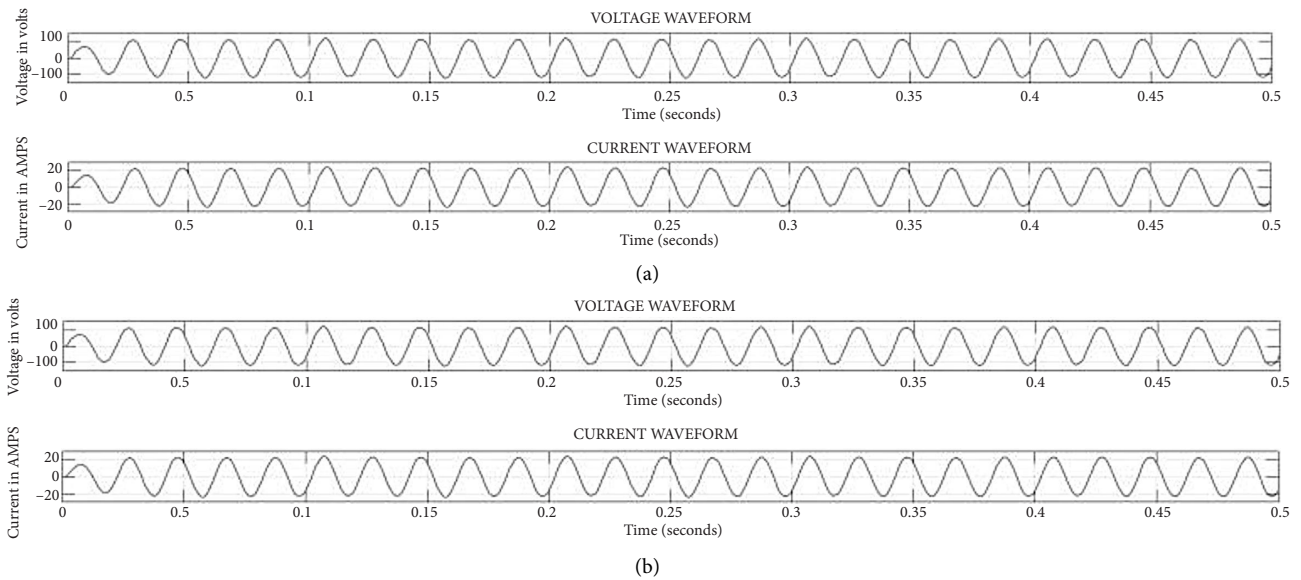 VOLTAGE WAVEFORM
Voltage in volts
100
0
−100
0 0.5 0.1 0.15 0.2 0.25 0.3 0.35 0.4 0.45 0.5
Time (seconds)
CURRENT WAVEFORM
Current in AMPS
20
0
−20
0 0.5 0.1 0.15 0.2 0.25 0.3 0.35 0.4 0.45 0.5
Time (seconds)
(a)
VOLTAGE WAVEFORM
Voltage in volts
100
0
−100
0 0.5 0.1 0.15 0.2 0.25 0.3 0.35 0.4 0.45 0.5
Time (seconds)
CURRENT WAVEFORM
Current in AMPS
20
0
−20
0 0.5 0.1 0.15 0.2 0.25 0.3 0.35 0.4 0.45 0.5
Time (seconds)
(b)